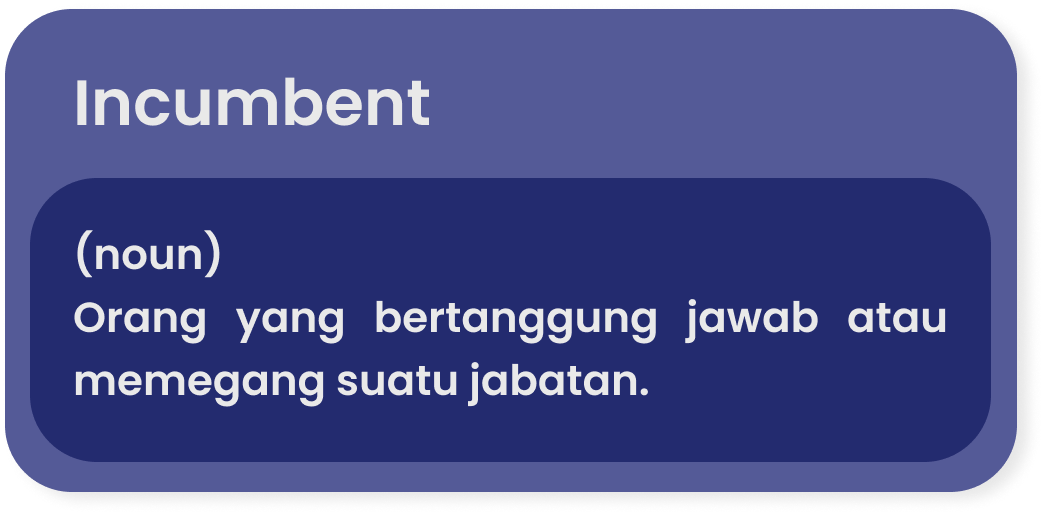 Incumbent
(noun)
Orang yang bertanggung jawab atau
memegang suatu jabatan.